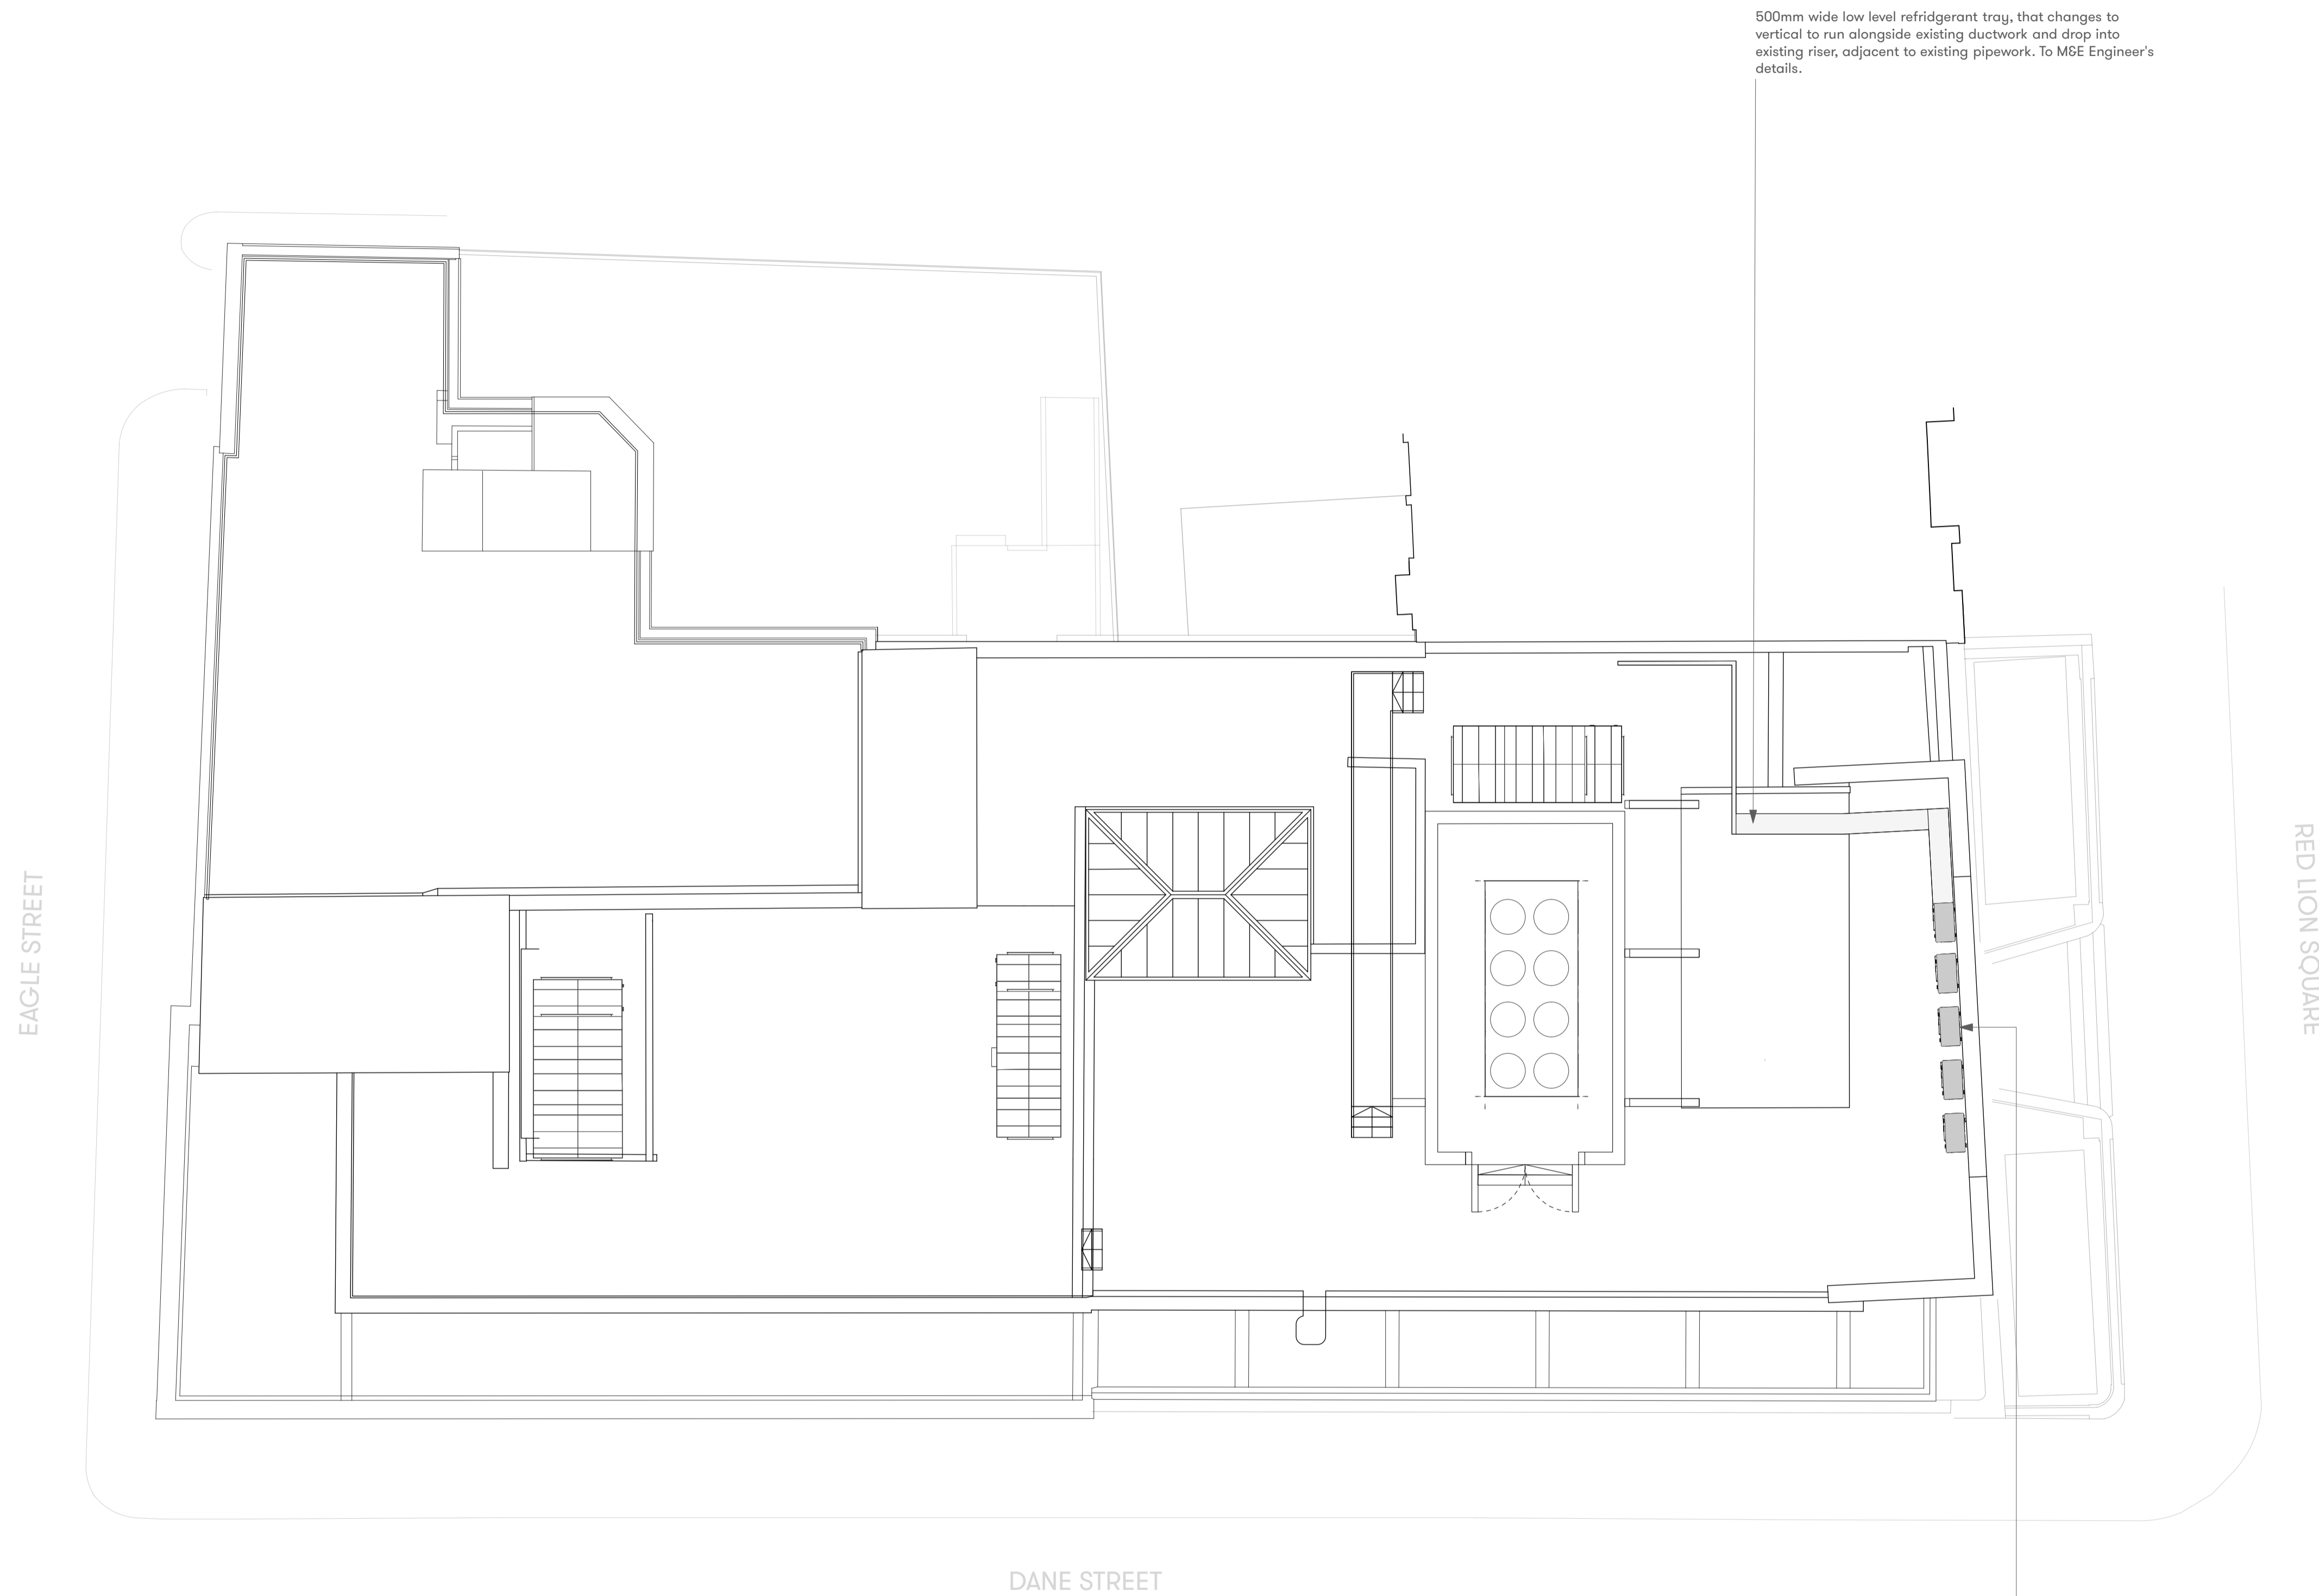 500mm wide low level refridgerant tray, that changes to
vertical to run alongside existing ductwork and drop into
existing riser, adjacent to existing pipework. To M&E Engineer's
details.
EAGLE STREET
RED LION SQUARE
DANE STREET